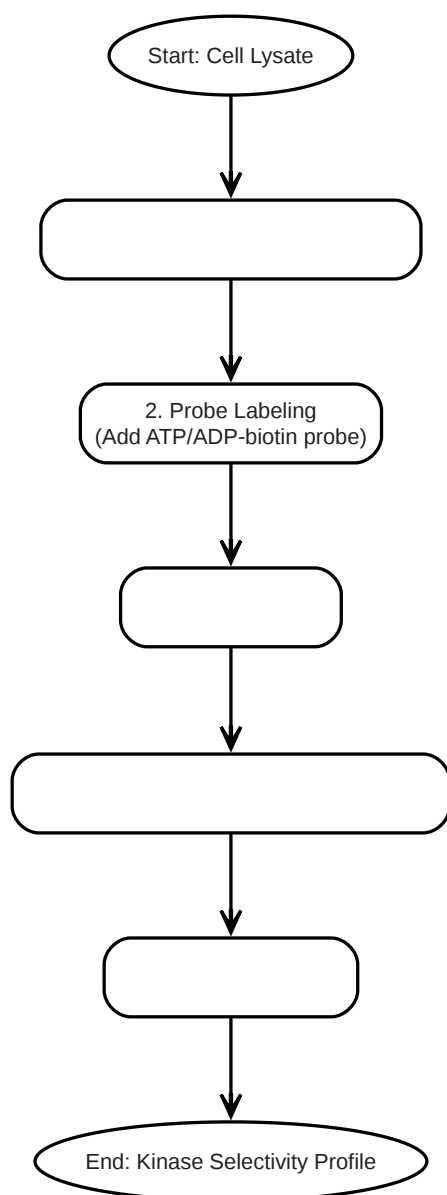 Start: Cell Lysate
2. Probe Labeling
(Add ATP/ADP-biotin probe)
End: Kinase Selectivity Profile